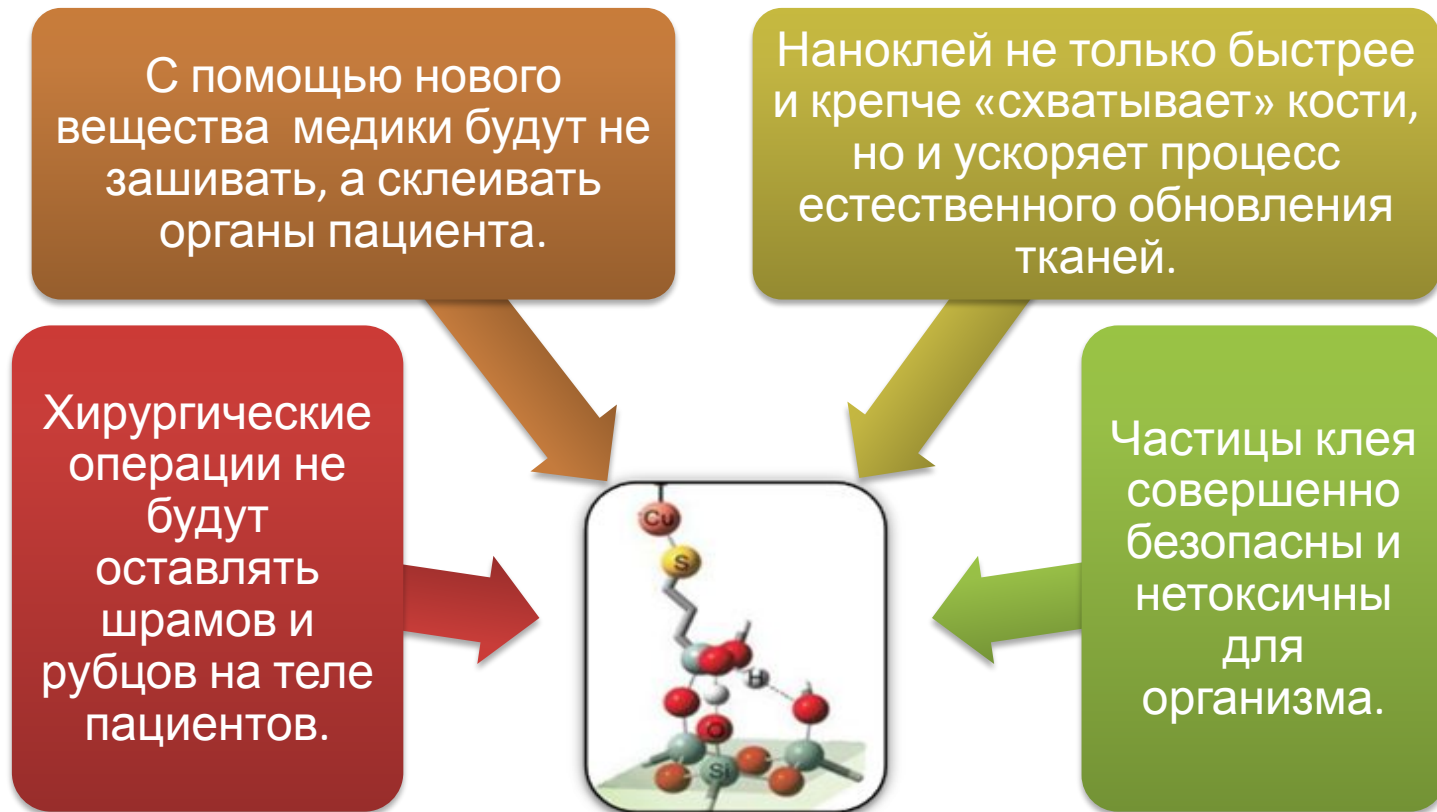 С помощью нового
вещества  медики будут не
зашивать, а склеивать
органы пациента.
Наноклей не только быстрее
и крепче «схватывает» кости,
но и ускоряет процесс
естественного обновления
тканей.
Хирургические
операции не
будут
оставлять
шрамов и
рубцов на теле
пациентов.
Cu
S
H
O
Si
Частицы клея
совершенно
безопасны и
нетоксичны
для
организма.